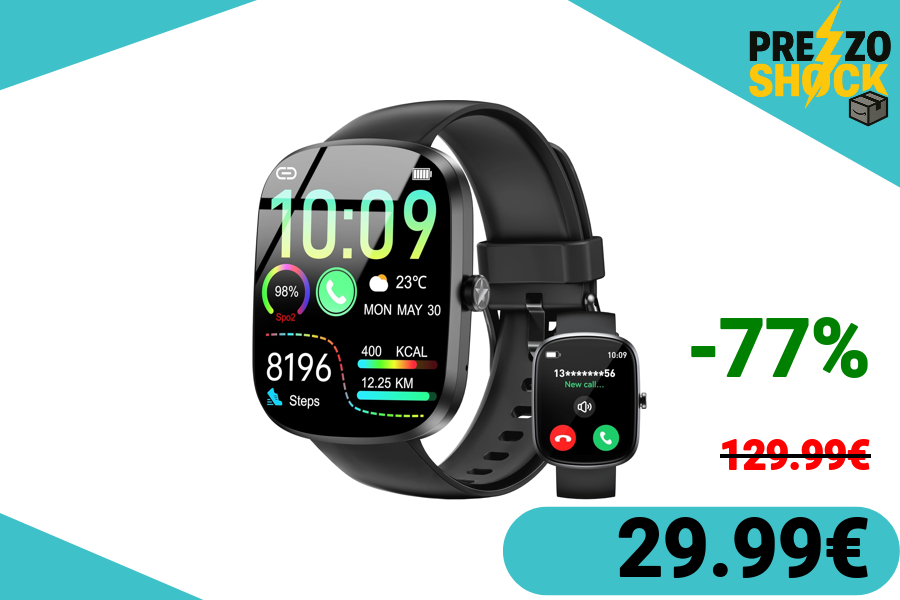 PREZZO
SHOCK
10:09
98%
Spo2
23℃
MON MAY 30
8196
Steps
400 KCAL
12.25 KM
10:09
13*******56
New call...
-77%
129.99€
29.99€